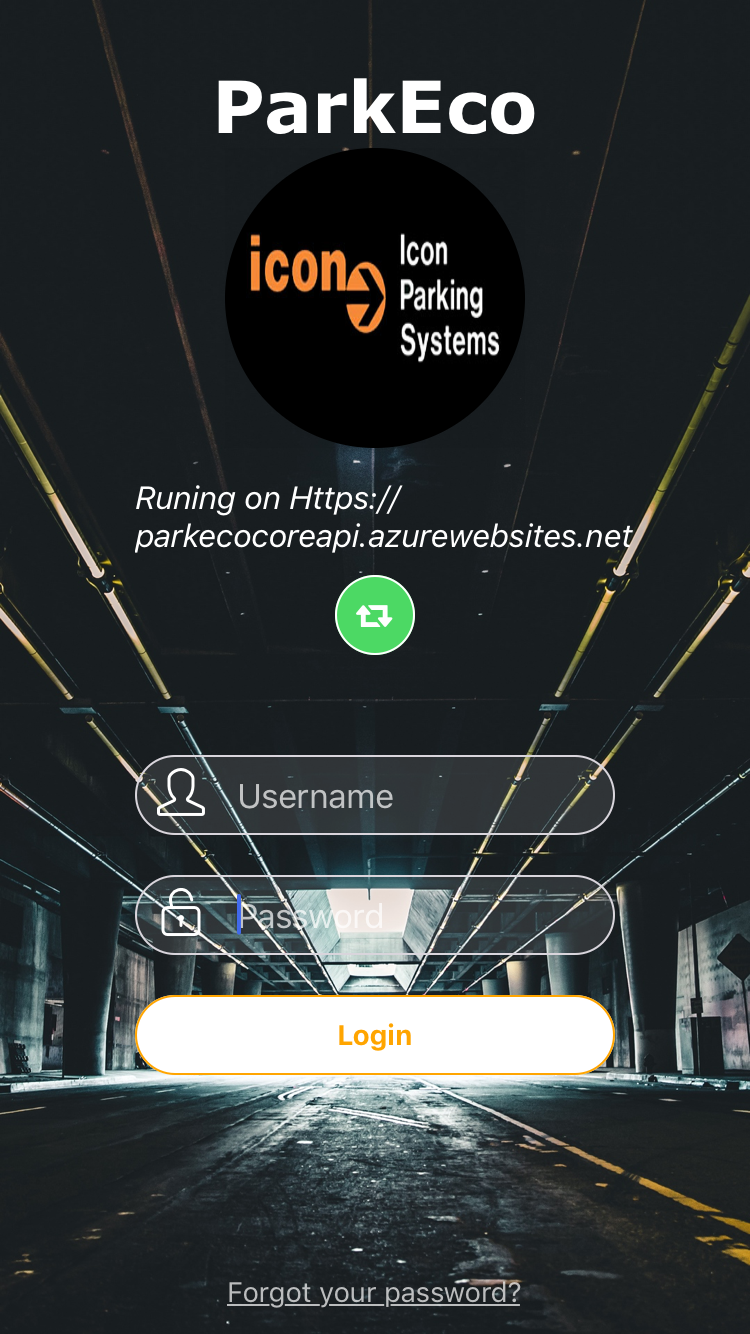 ParkEco
icon
Icon
Parking
Systems
Runing on Https://
parkecocoreapi.azurewebsites.net
Username
Password
Login
Forgot your password?